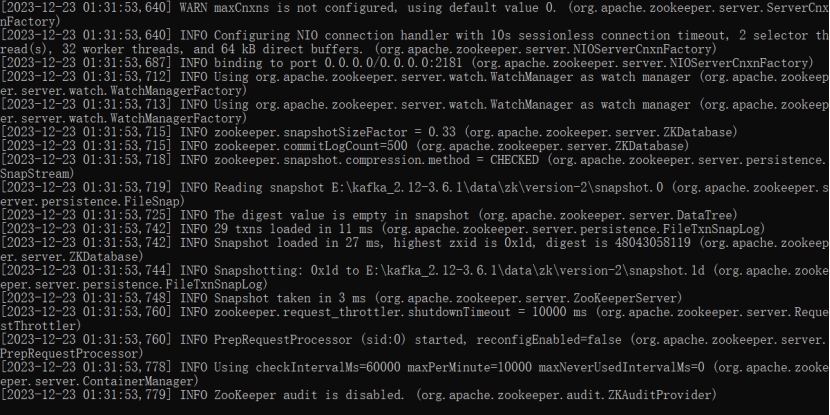 [2023-12-23 01:31:53,640] WARN maxCnxns is not configured, using default value 0. (org.apache.zookeeper.server.ServerCnx
nFactory)
[2023-12-23 01:31:53,640] INFO Configuring NIO connection handler with 10s sessionless connection timeout, 2 selector th
read(s), 32 worker threads, and 64 kB direct buffers. (org.apache.zookeeper.server.NIOServerCnxnFactory)
[2023-12-23 01:31:53,687] INFO binding to port 0.0.0.0/0.0.0.0:2181 (org.apache.zookeeper.server.NIOServerCnxnFactory)
[2023-12-23 01:31:53,712] INFO Using org.apache.zookeeper.server.watch.WatchManager as watch manager (org.apache.zookeep
er.server.watch.WatchManagerFactory)
[2023-12-23 01:31:53,713] INFO Using org.apache.zookeeper.server.watch.WatchManager as watch manager (org.apache.zookeep
er.server.watch.WatchManagerFactory)
[2023-12-23 01:31:53,715] INFO zookeeper.snapshotSizeFactor = 0.33 (org.apache.zookeeper.server.ZKDatabase)
[2023-12-23 01:31:53,715] INFO zookeeper.commitLogCount=500 (org.apache.zookeeper.server.ZKDatabase)
[2023-12-23 01:31:53,718] INFO zookeeper.snapshot.compression.method = CHECKED (org.apache.zookeeper.server.persistence.
SnapStream)
[2023-12-23 01:31:53,719] INFO Reading snapshot E:\kafka_2.12-3.6.1\data\zk\version-2\snapshot.0 (org.apache.zookeeper.s
erver.persistence.FileSnap)
[2023-12-23 01:31:53,725] INFO The digest value is empty in snapshot (org.apache.zookeeper.server.DataTree)
[2023-12-23 01:31:53,742] INFO 29 txns loaded in 11 ms (org.apache.zookeeper.server.persistence.FileTxnSnapLog)
[2023-12-23 01:31:53,742] INFO Snapshot loaded in 27 ms, highest zxid is 0x1d, digest is 48043058119 (org.apache.zookeep
er.server.ZKDatabase)
[2023-12-23 01:31:53,744] INFO Snapshotting: 0x1d to E:\kafka_2.12-3.6.1\data\zk\version-2\snapshot.1d (org.apache.zooke
eper.server.persistence.FileTxnSnapLog)
[2023-12-23 01:31:53,748] INFO Snapshot taken in 3 ms (org.apache.zookeeper.server.ZooKeeperServer)
[2023-12-23 01:31:53,760] INFO zookeeper.request_throttler.shutdownTimeout = 10000 ms (org.apache.zookeeper.server.Reque
stThrottler)
[2023-12-23 01:31:53,760] INFO PrepRequestProcessor (sid:0) started, reconfigEnabled=false (org.apache.zookeeper.server.
PrepRequestProcessor)
[2023-12-23 01:31:53,778] INFO Using checkIntervalMs=60000 maxPerMinute=10000 maxNeverUsedIntervalMs=0 (org.apache.zooke
eper.server.ContainerManager)
[2023-12-23 01:31:53,779] INFO ZooKeeper audit is disabled. (org.apache.zookeeper.audit.ZKAuditProvider)